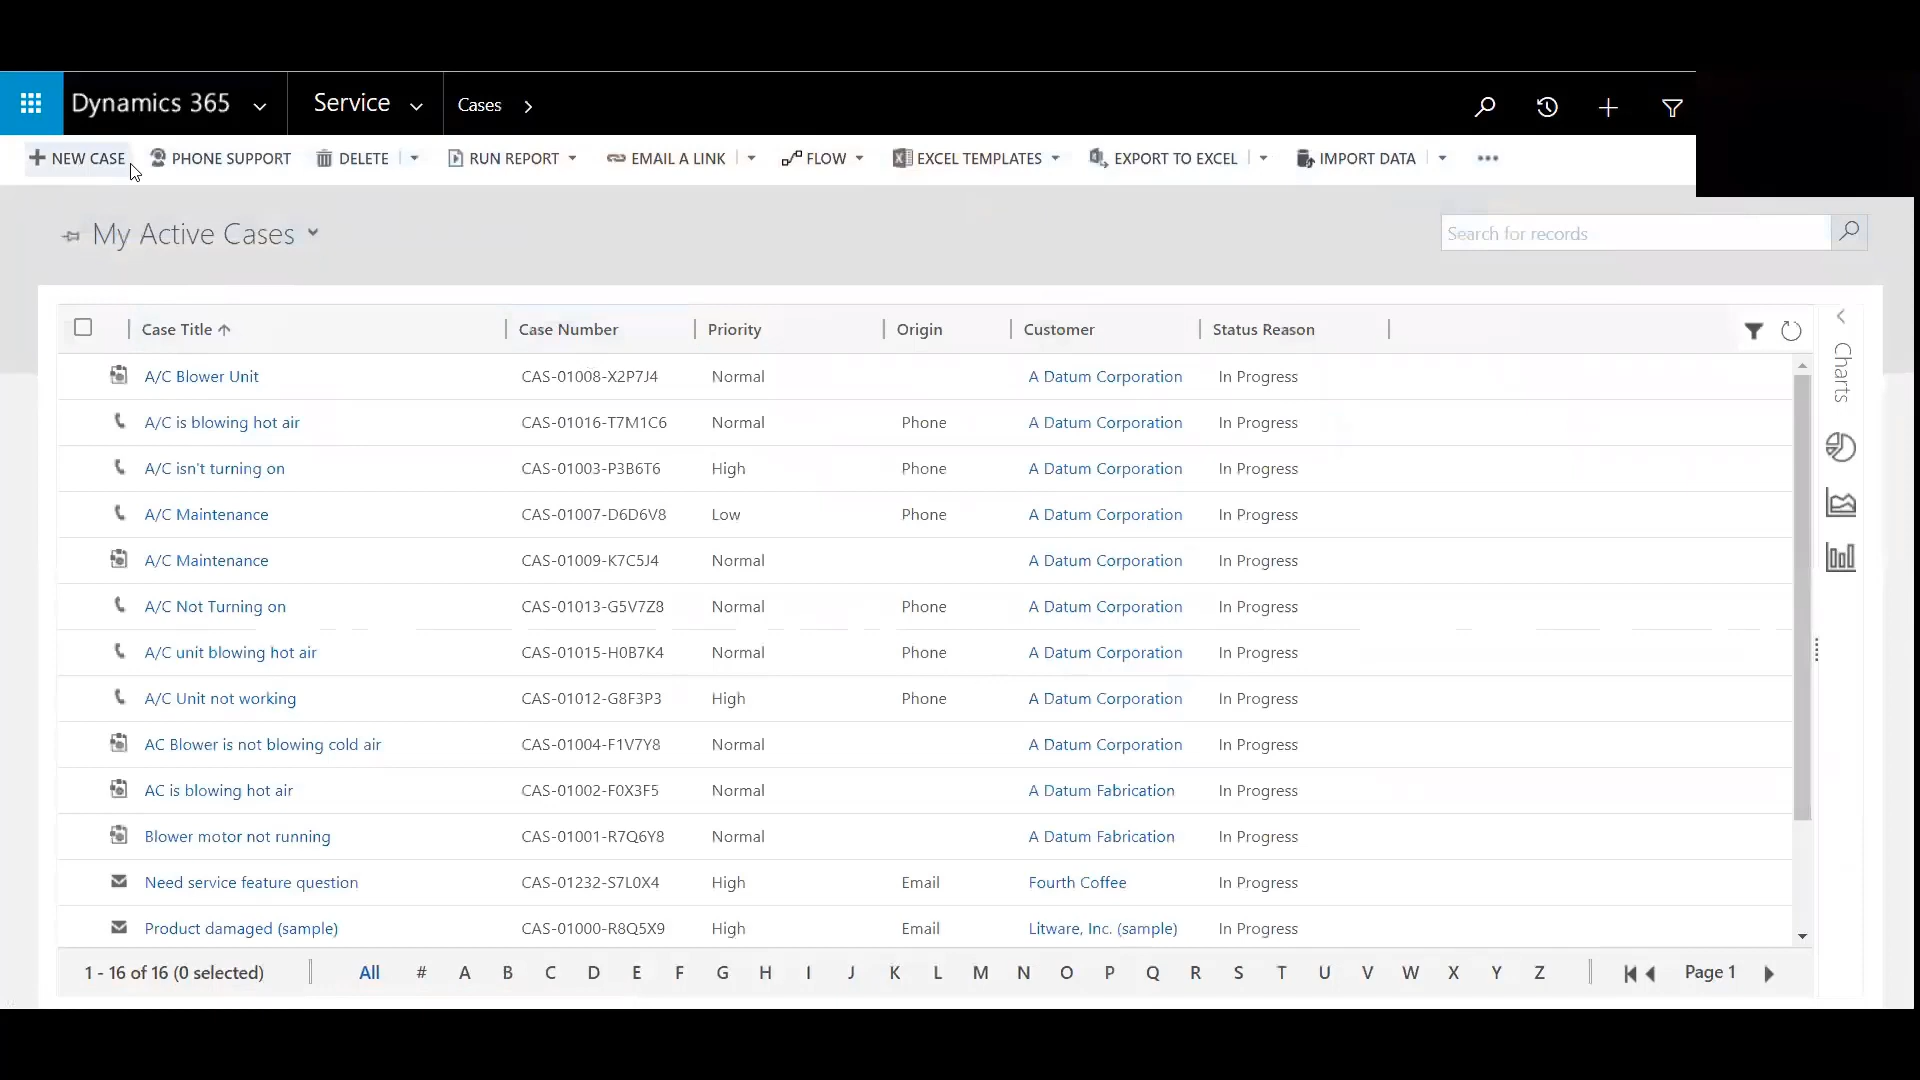 Dynamics 365 Service Cases
NEW CASE PHONE SUPPORT DELETE RUN REPORT EMAIL A LINK FLOW EXCEL TEMPLATES EXPORT TO EXCEL IMPORT DATA
My Active Cases Search for records
Case Title Case Number Priority Origin Customer Status Reason
Charts
A/C Blower Unit CAS-01008-X2P7J4 Normal A Datum Corporation In Progress
A/C is blowing hot air CAS-01016-T7M1C6 Normal Phone A Datum Corporation In Progress
A/C isn't turning on CAS-01003-P3B6T6 High Phone A Datum Corporation In Progress
A/C Maintenance CAS-01007-D6D6V8 Low Phone A Datum Corporation In Progress
A/C Maintenance CAS-01009-K7C5J4 Normal A Datum Corporation In Progress
A/C Not Turning on CAS-01013-G5V7Z8 Normal Phone A Datum Corporation In Progress
A/C unit blowing hot air CAS-01015-H0B7K4 Normal Phone A Datum Corporation In Progress
A/C Unit not working CAS-01012-G8F3P3 High Phone A Datum Corporation In Progress
AC Blower is not blowing cold air CAS-01004-F1V7Y8 Normal A Datum Corporation In Progress
AC is blowing hot air CAS-01002-F0X3F5 Normal A Datum Fabrication In Progress
Blower motor not running CAS-01001-R7Q6Y8 Normal A Datum Fabrication In Progress
Need service feature question CAS-01232-S7L0X4 High Email Fourth Coffee In Progress
Product damaged (sample) CAS-01000-R8Q5X9 High Email Litware, Inc. (sample) In Progress
1 - 16 of 16 (0 selected) All # A B C D E F G H I J K L M N O P Q R S T U V W X Y Z Page 1